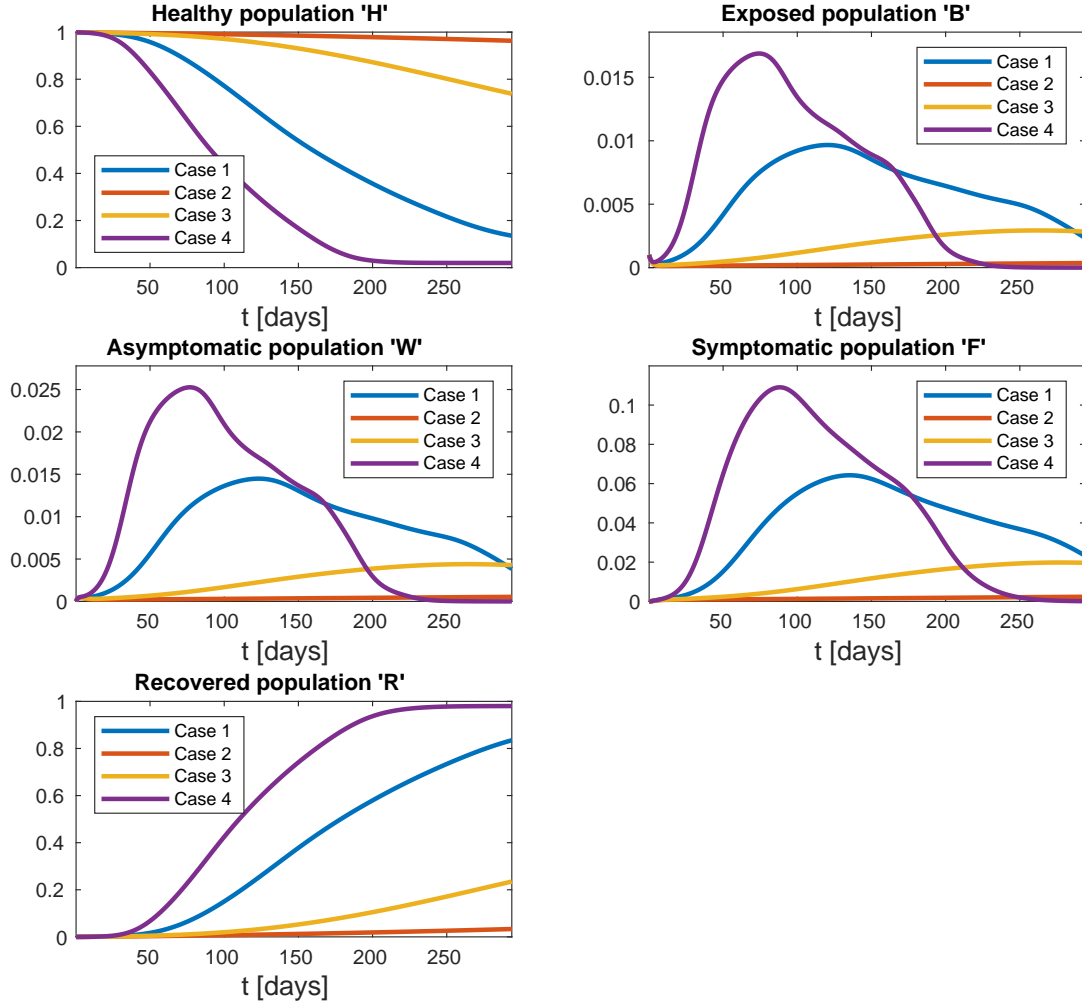 Healthy population 'H'
1
0.8
0.6
0.4
0.2
0
Case 1
Case 2
Case 3
Case 4
50 100 150 200 250
t [days]
Exposed population 'B'
0.015
0.01
0.005
0
Case 1
Case 2
Case 3
Case 4
50 100 150 200 250
t [days]
Asymptomatic population 'W'
0.025
0.02
0.015
0.01
0.005
0
Case 1
Case 2
Case 3
Case 4
50 100 150 200 250
t [days]
Symptomatic population 'F'
0.1
0.08
0.06
0.04
0.02
0
Case 1
Case 2
Case 3
Case 4
50 100 150 200 250
t [days]
Recovered population 'R'
1
0.8
0.6
0.4
0.2
0
Case 1
Case 2
Case 3
Case 4
50 100 150 200 250
t [days]